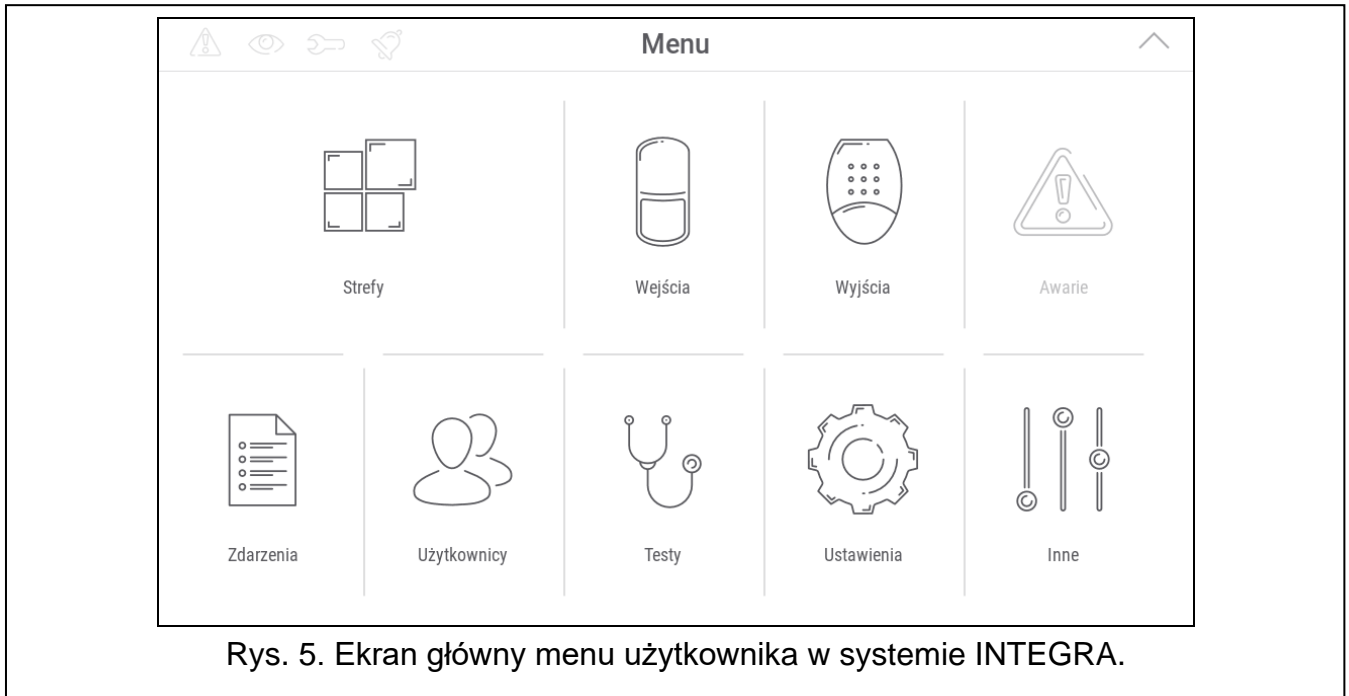 Menu
Strefy
Wejścia
Wyjścia
Awarie
Zdarzenia
Użytkownicy
Testy
Ustawienia
Inne
Rys. 5. Ekran główny menu użytkownika w systemie INTEGRA.